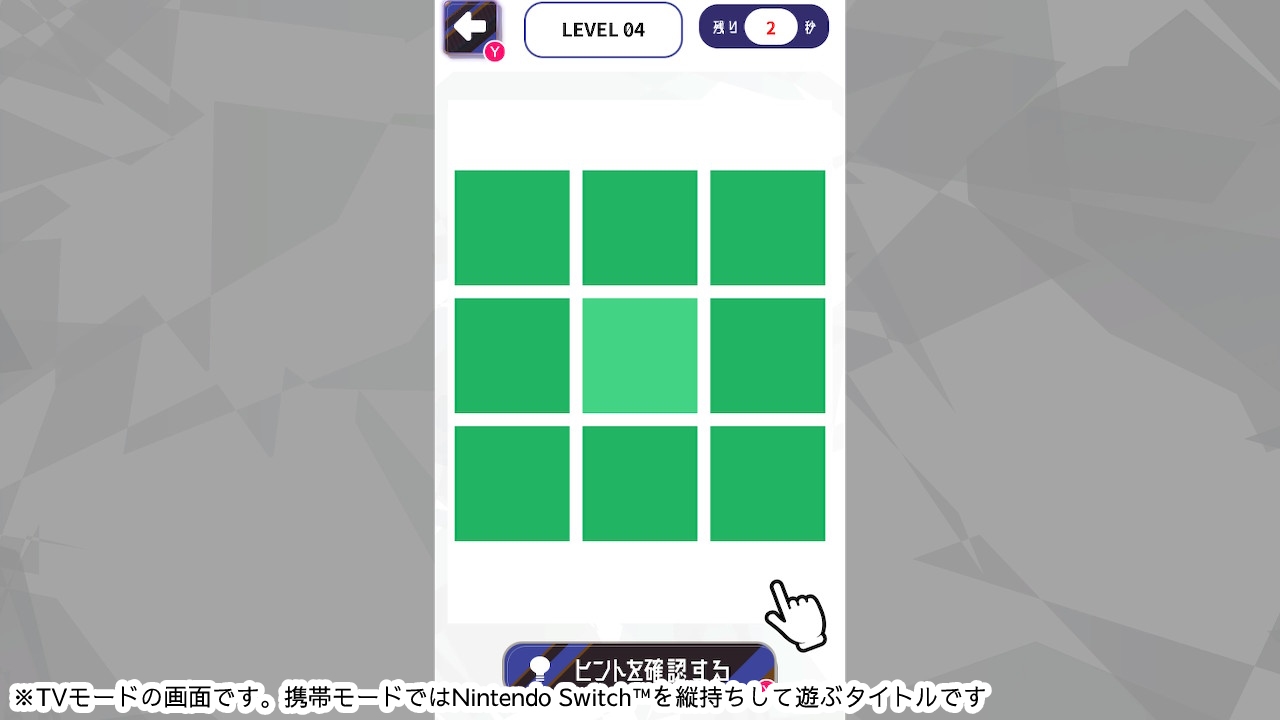 Y
LEVEL 04
残り 2 秒
ヒントを確認する
※TVモードの画面です。携帯モードではNintendo Switch™を縦持ちして遊ぶタイトルです